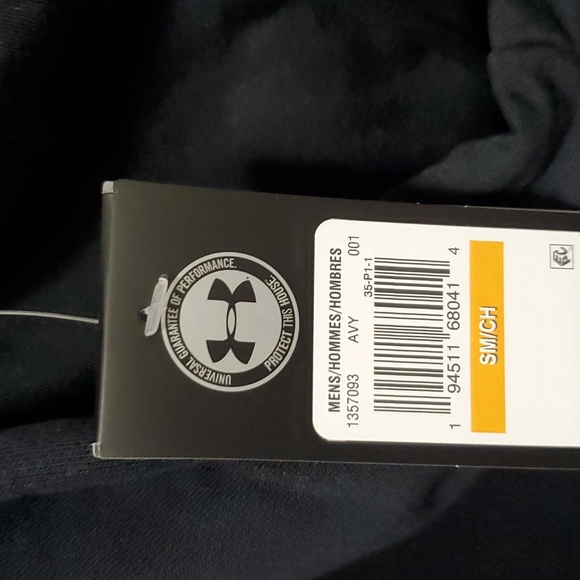 UNIVERSAL GUARANTEE OF PERFORMANCE.
PROTECT THIS HOUSE.
MENS/HOMMES/HOMBRES
1357093 AVY 001
35-P1-1
1 94511 68041 4
SM/CH